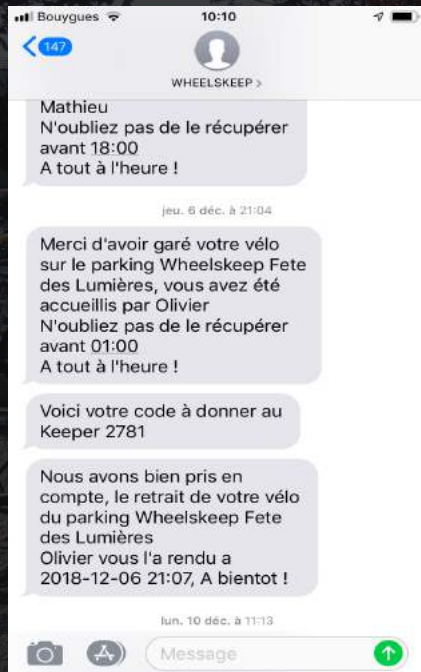 Bouygues 10:10
147
WHEELSKEEP >
Mathieu
N'oubliez pas de le récupérer
avant 18:00
A tout à l'heure !
jeu. 6 déc. à 21:04
Merci d'avoir garé votre vélo
sur le parking Wheelskeep Fete
des Lumières, vous avez été
accueillis par Olivier
N'oubliez pas de le récupérer
avant 01:00
A tout à l'heure !
Voici votre code à donner au
Keeper 2781
Nous avons bien pris en
compte, le retrait de votre vélo
du parking Wheelskeep Fete
des Lumières
Olivier vous l'a rendu a
2018-12-06 21:07, A bientot !
lun. 10 déc. à 11:13
Message